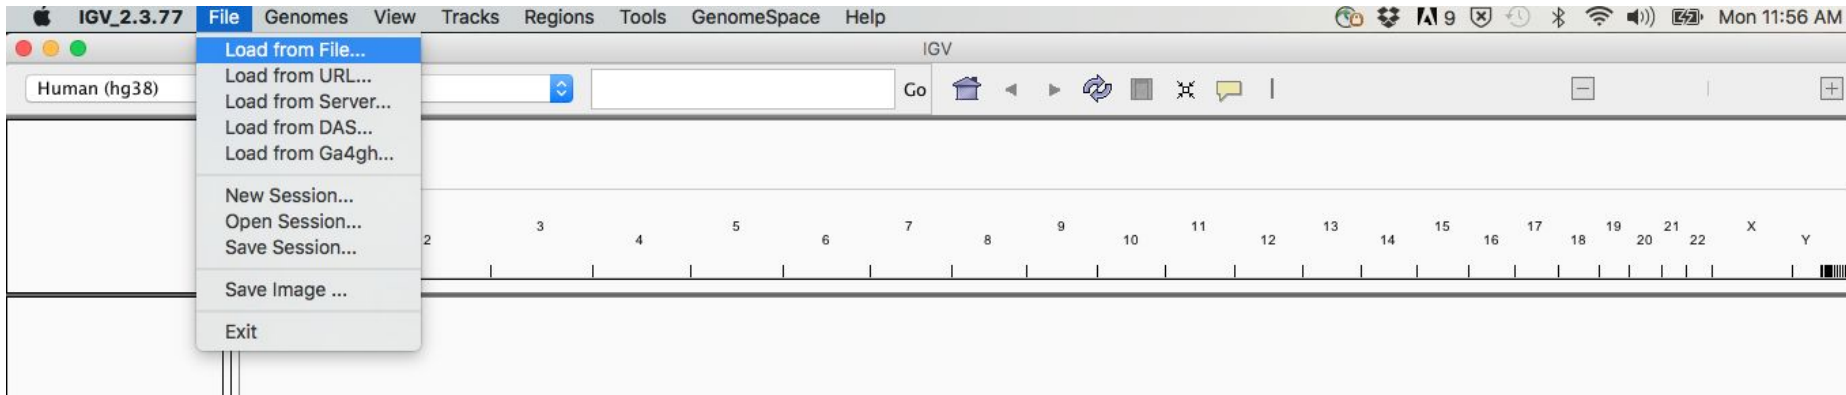 IGV_2.3.77 File Genomes View Tracks Regions Tools GenomeSpace Help 9 Mon 11:56 AM
IGV
Human (hg38) Go
Load from File...
Load from URL...
Load from Server...
Load from DAS...
Load from Ga4gh...
New Session...
Open Session...
Save Session...
Save Image ...
Exit
2 3 4 5 6 7 8 9 10 11 12 13 14 15 16 17 18 19 20 21 22 X Y